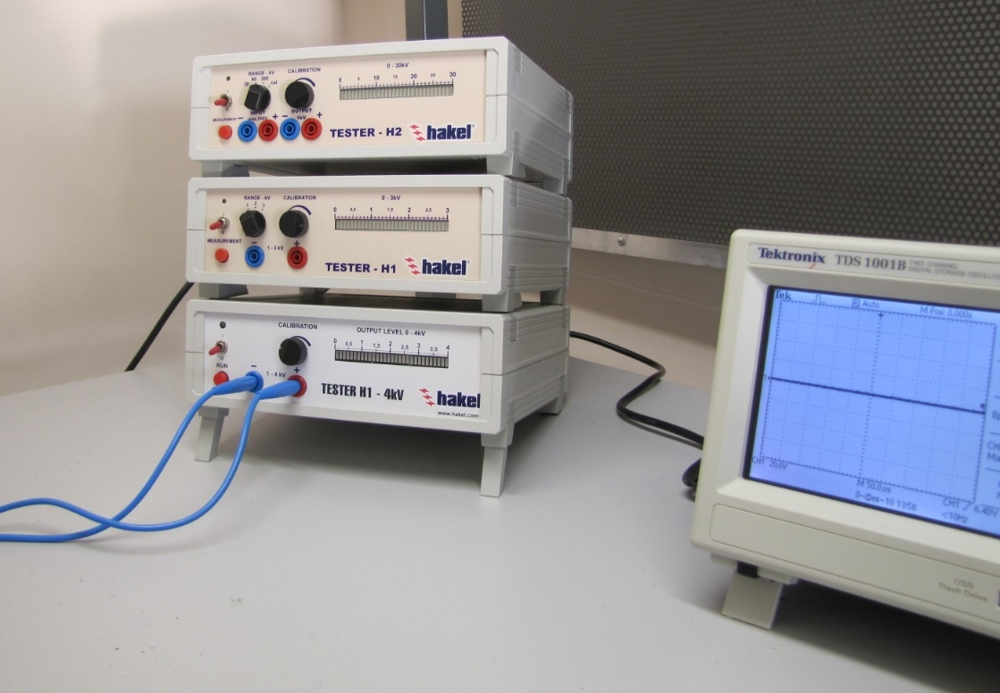 RANGE - kV
CALIBRATION
0 - 30kV
30 60 300 cal.
0 5 10 15 20 25 30
INPUT
OUTPUT
MEASUREMENT
− max.300V + − 1kV +
TESTER - H2
hakel®
RANGE - kV
CALIBRATION
0 - 3kV
1 2 3
0 0,5 1 1,5 2 2,5 3
MEASUREMENT
− 1 - 3 kV +
TESTER - H1
hakel®
CALIBRATION
OUTPUT LEVEL 0 - 4kV
0 0,5 1 1,5 2 2,5 3 3,5 4
RUN
− 1 - 4 kV +
TESTER H1 - 4kV
hakel
www.hakel.com
Tektronix TDS 1001B TWO CHANNEL
DIGITAL STORAGE
Tek Auto M Pos: 0.000s
CH1 20.0V
M 50.0us
CH1 / 6.40V
8-Фев-10 13:58
<10Hz
USB
Flash Drive